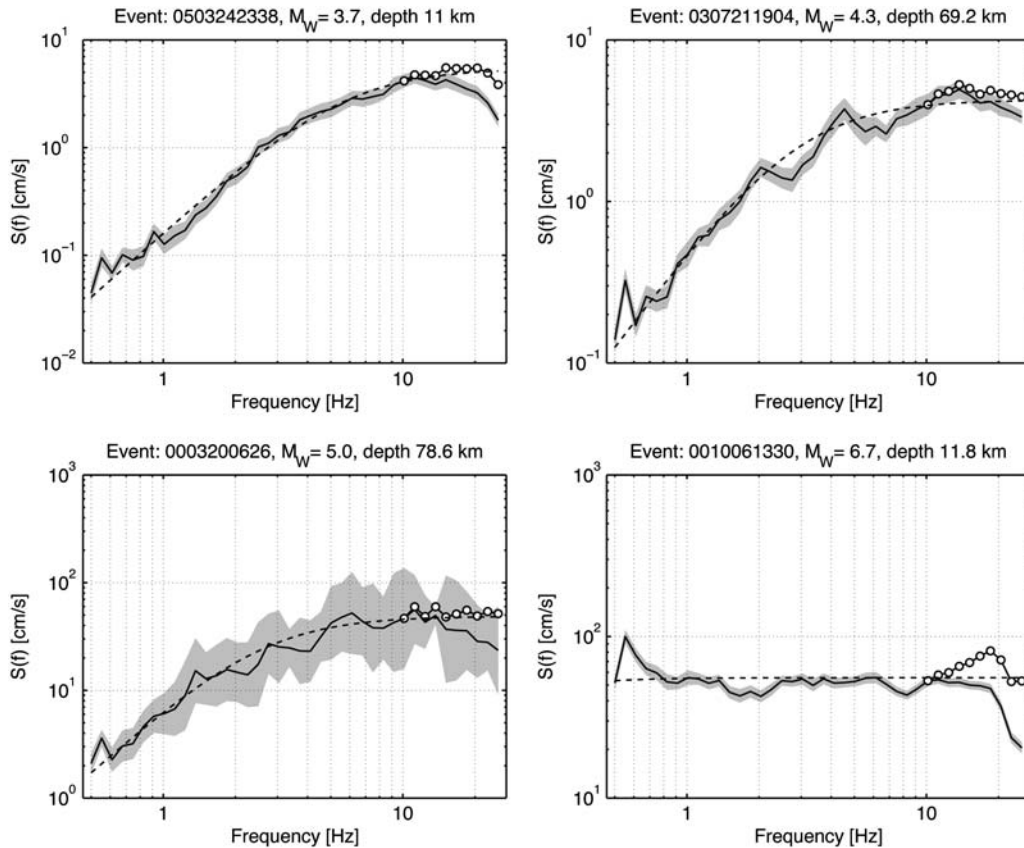 Event: 0503242338, M_W= 3.7, depth 11 km
10^1
10^0
10^-1
10^-2
S(f) [cm/s]
1
10
Frequency [Hz]
Event: 0307211904, M_W= 4.3, depth 69.2 km
10^1
10^0
10^-1
S(f) [cm/s]
1
10
Frequency [Hz]
Event: 0003200626, M_W= 5.0, depth 78.6 km
10^3
10^2
10^1
10^0
S(f) [cm/s]
1
10
Frequency [Hz]
Event: 0010061330, M_W= 6.7, depth 11.8 km
10^3
10^2
10^1
S(f) [cm/s]
1
10
Frequency [Hz]